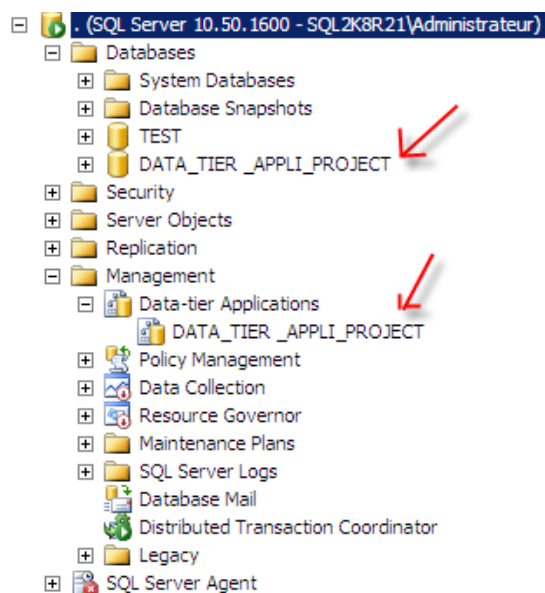 . (SQL Server 10.50.1600 - SQL2K8R21\Administrateur)
Databases
System Databases
Database Snapshots
TEST
DATA_TIER _APPLI_PROJECT
Security
Server Objects
Replication
Management
Data-tier Applications
DATA_TIER _APPLI_PROJECT
Policy Management
Data Collection
Resource Governor
Maintenance Plans
SQL Server Logs
Database Mail
Distributed Transaction Coordinator
Legacy
SQL Server Agent